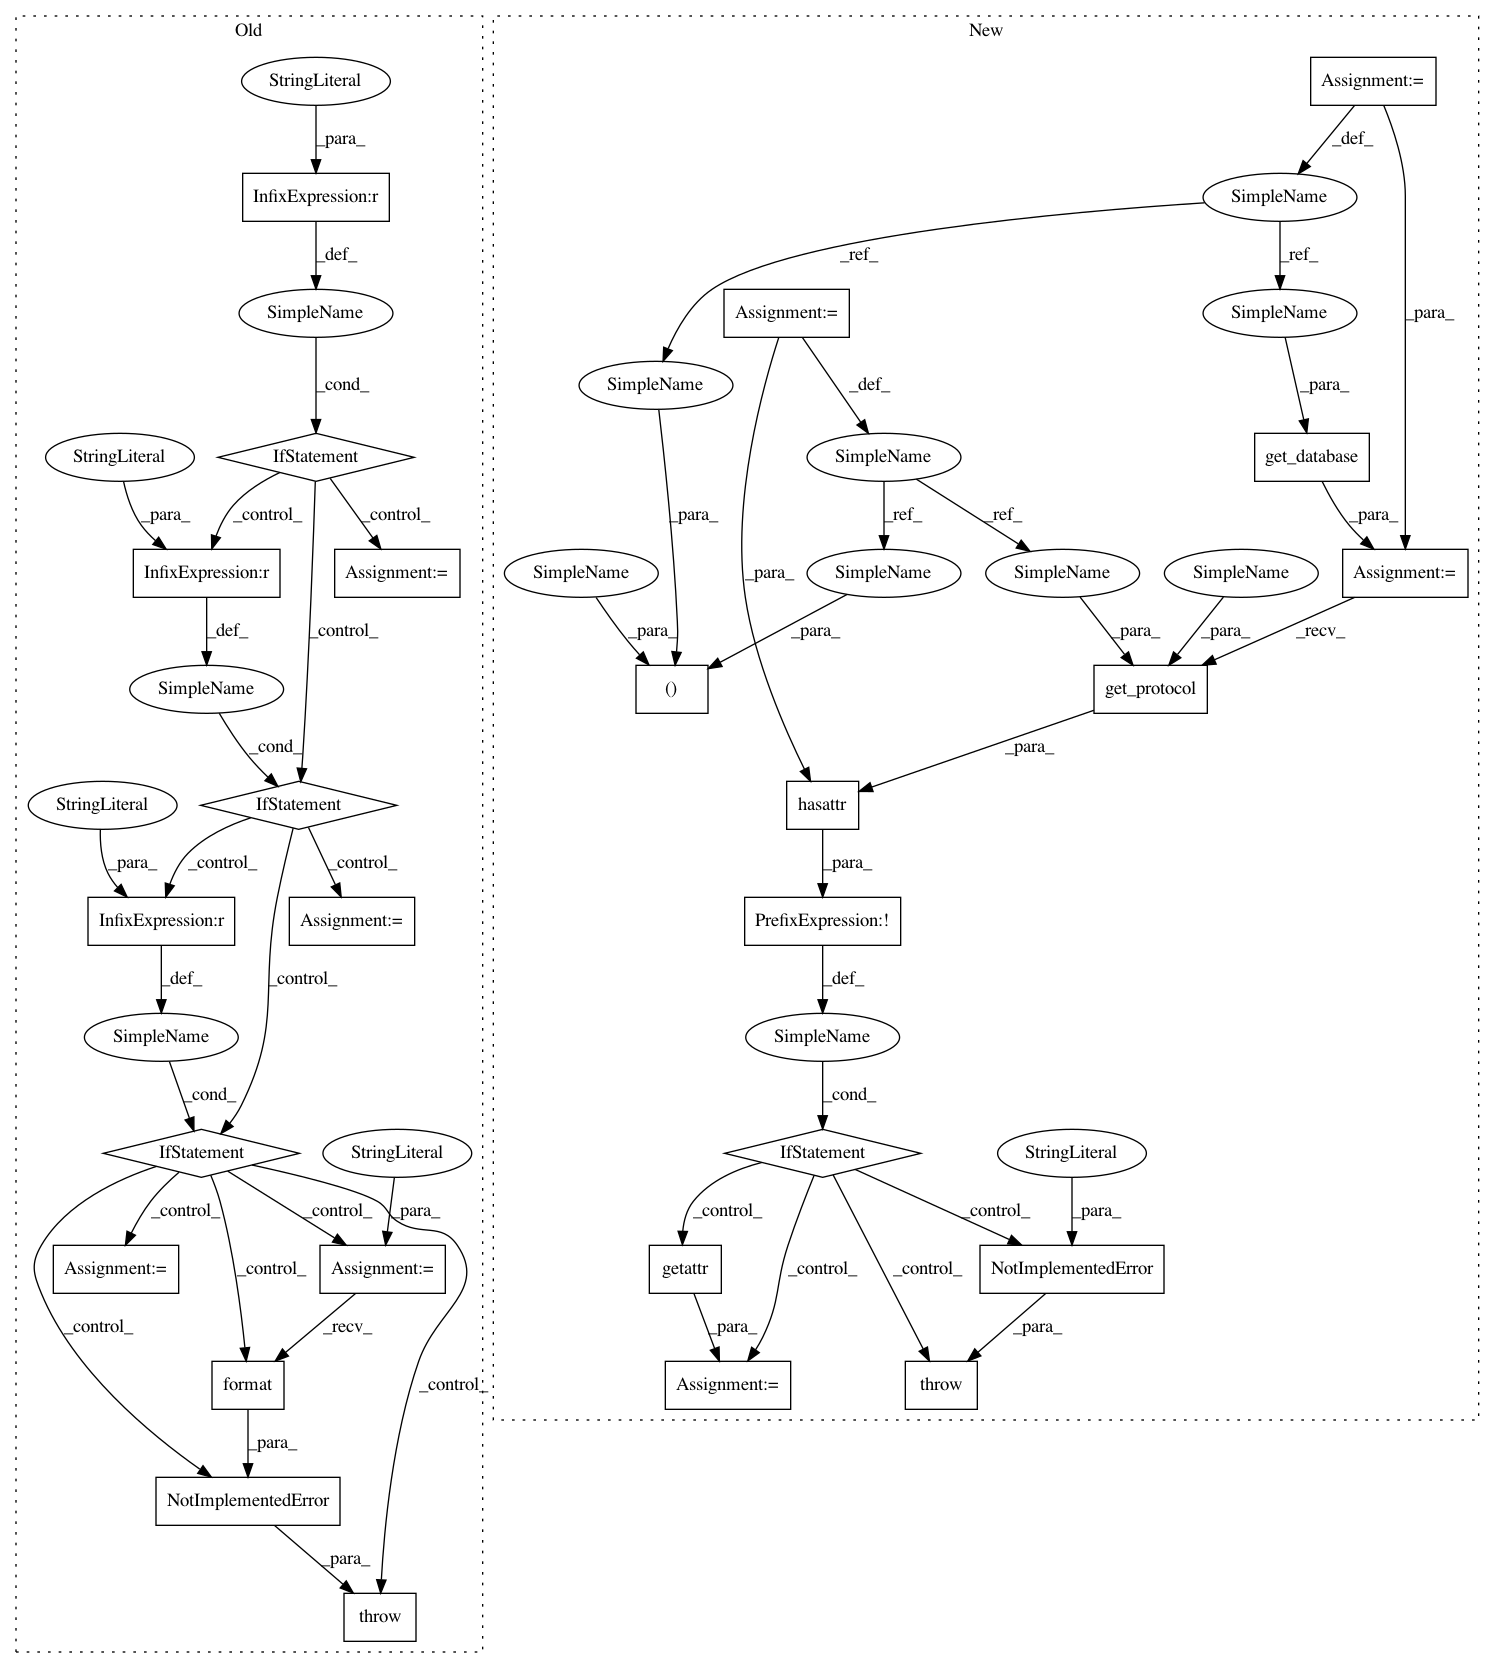 Old
New
StringLiteral
Assignment:=
_para_
_def_
InfixExpression:r
SimpleName
_def_
_ref_
_ref_
SimpleName
Assignment:=
SimpleName
_para_
_cond_
SimpleName
_def_
_para_
StringLiteral
IfStatement
SimpleName
get_database
_para_
_control_
_control_
_para_
_ref_
_ref_
_para_
InfixExpression:r
Assignment:=
SimpleName
SimpleName
SimpleName
SimpleName
Assignment:=
_para_
_def_
_control_
_para_
_para_
_para_
_para_
_recv_
SimpleName
()
get_protocol
_cond_
_para_
StringLiteral
IfStatement
hasattr
_para_
_control_
_control_
_para_
InfixExpression:r
Assignment:=
PrefixExpression:!
_def_
_control_
_def_
SimpleName
SimpleName
_cond_
_cond_
IfStatement
StringLiteral
IfStatement
StringLiteral
_control_
_control_
_para_
_control_
_control_
_para_
Assignment:=
_control_
Assignment:=
getattr
_control_
_control_
NotImplementedError
_control_
_recv_
_para_
_para_
format
_control_
Assignment:=
throw
_para_
NotImplementedError
_para_
throw